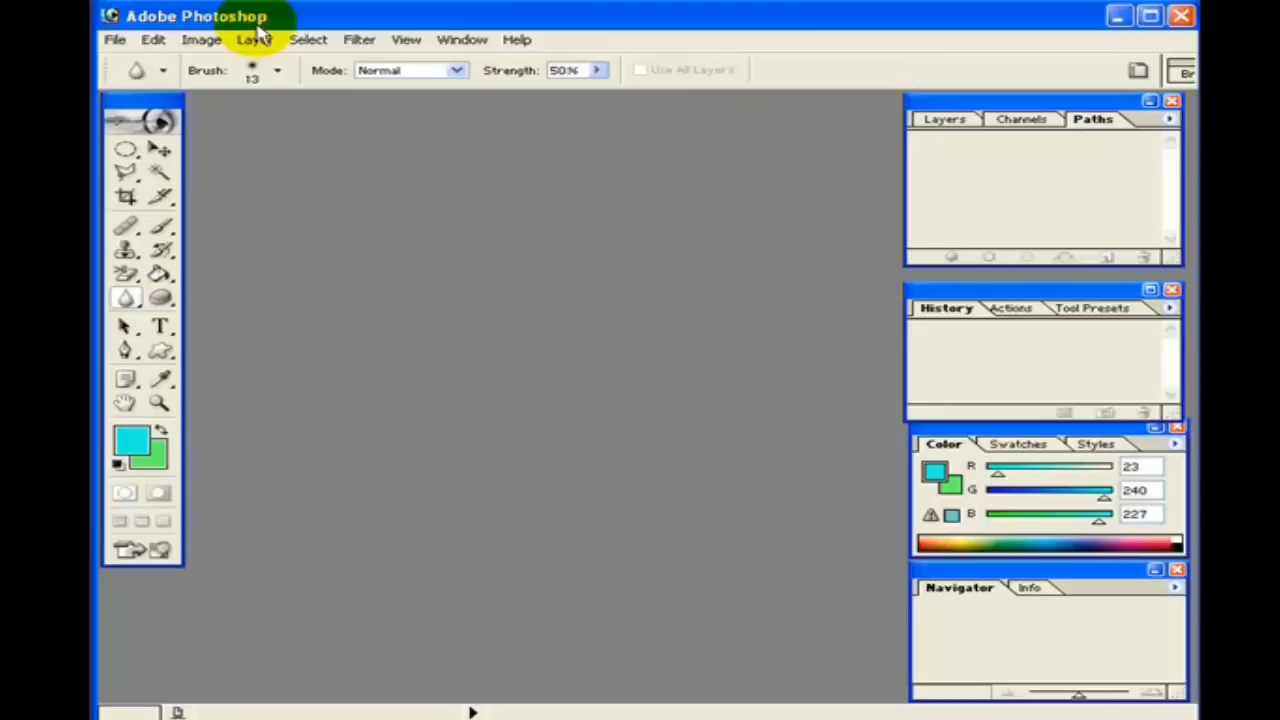 Adobe Photoshop
File Edit Image Layer Select Filter View Window Help
Brush: 13 Mode: Normal Strength: 50% Use All Layers
Layers Channels Paths
History Actions Tool Presets
Color Swatches Styles
R 23
G 240
B 227
Navigator Info